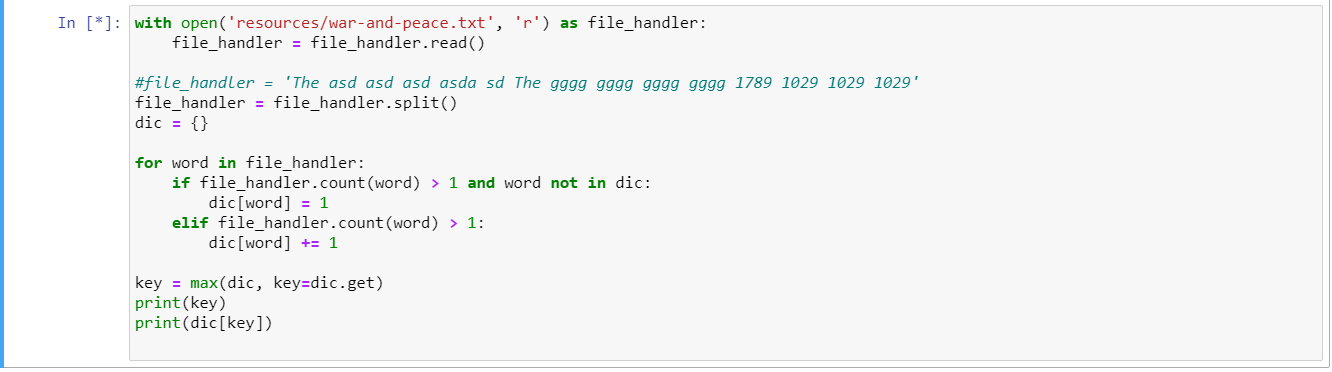 In [*]: with open('resources/war-and-peace.txt', 'r') as file_handler:
    file_handler = file_handler.read()

#file_handler = 'The asd asd asd asda sd The gggg gggg gggg gggg 1789 1029 1029 1029'
file_handler = file_handler.split()
dic = {}

for word in file_handler:
    if file_handler.count(word) > 1 and word not in dic:
        dic[word] = 1
    elif file_handler.count(word) > 1:
        dic[word] += 1

key = max(dic, key=dic.get)
print(key)
print(dic[key])